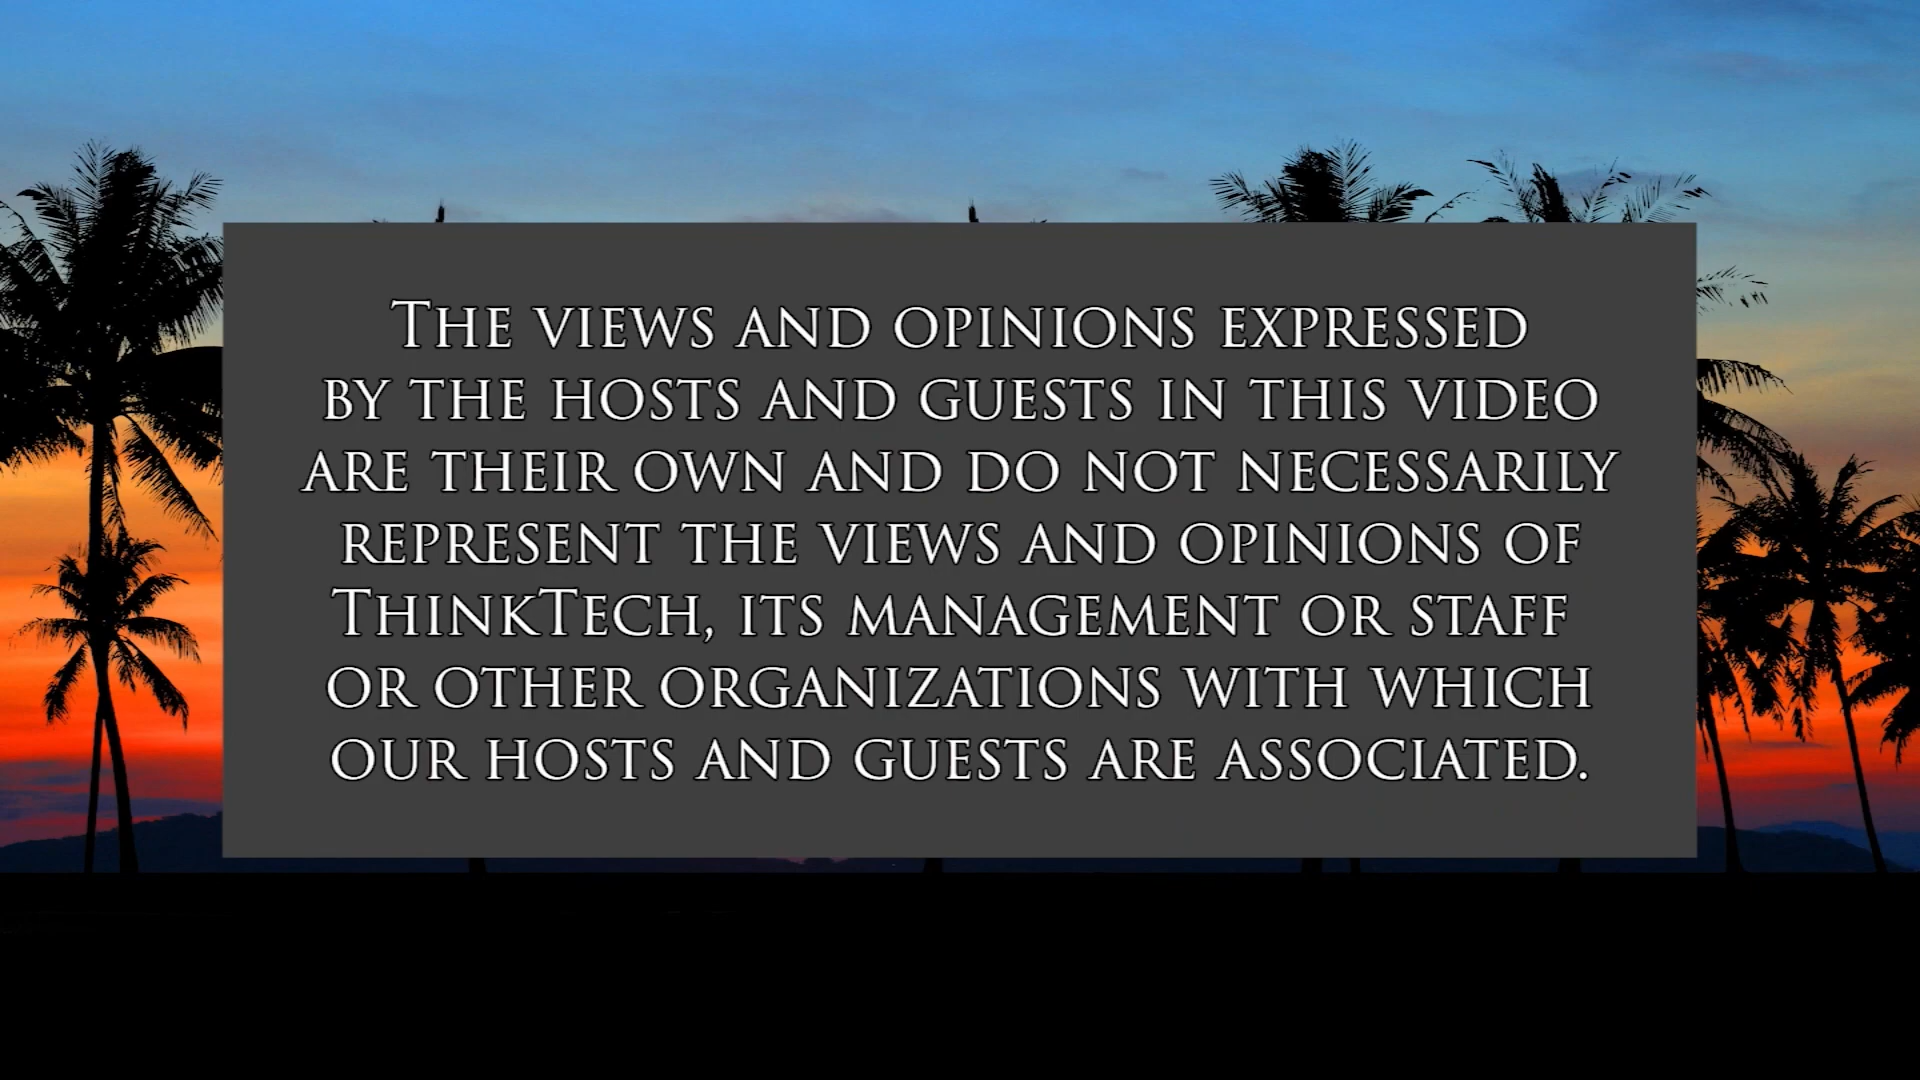 The views and opinions expressed
by the hosts and guests in this video
are their own and do not necessarily
represent the views and opinions of
ThinkTech, its management or staff
or other organizations with which
our hosts and guests are associated.